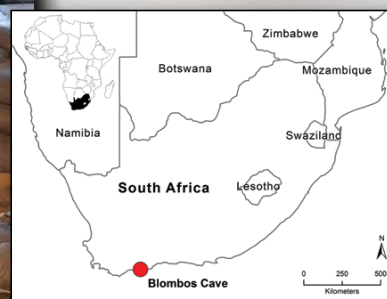 Zimbabwe
Botswana
Mozambique
Namibia
Swaziland
South Africa
Lesotho
Blombos Cave
N
0 250 500
Kilometers